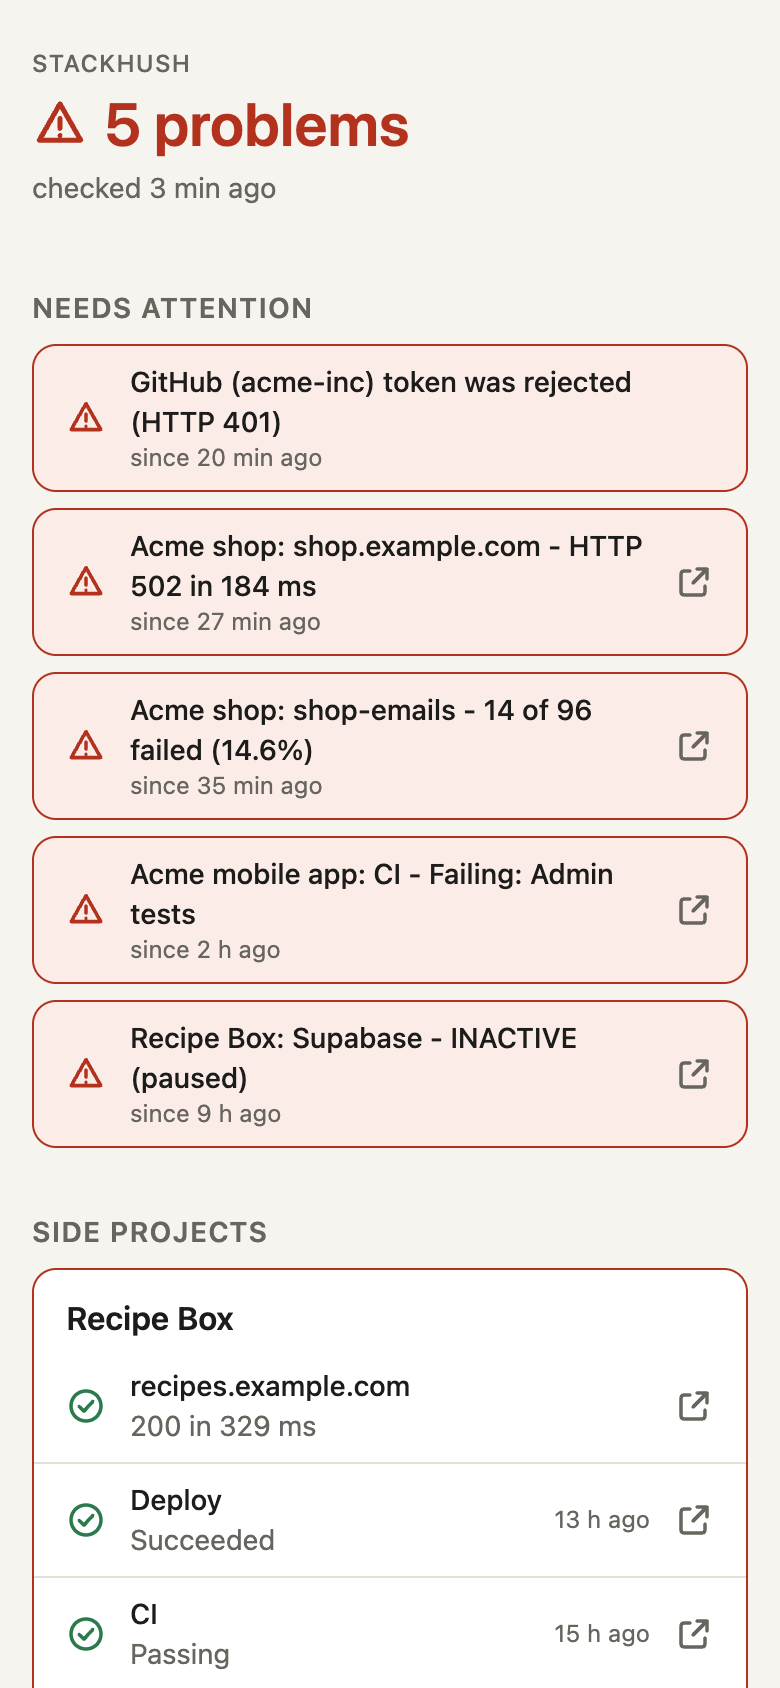 STACKHUSH
5 problems
checked 3 min ago
NEEDS ATTENTION
GitHub (acme-inc) token was rejected
(HTTP 401)
since 20 min ago
Acme shop: shop.example.com - HTTP
502 in 184 ms
since 27 min ago
Acme shop: shop-emails - 14 of 96
failed (14.6%)
since 35 min ago
Acme mobile app: CI - Failing: Admin
tests
since 2 h ago
Recipe Box: Supabase - INACTIVE
(paused)
since 9 h ago
SIDE PROJECTS
Recipe Box
recipes.example.com
200 in 329 ms
Deploy
Succeeded
13 h ago
CI
Passing
15 h ago